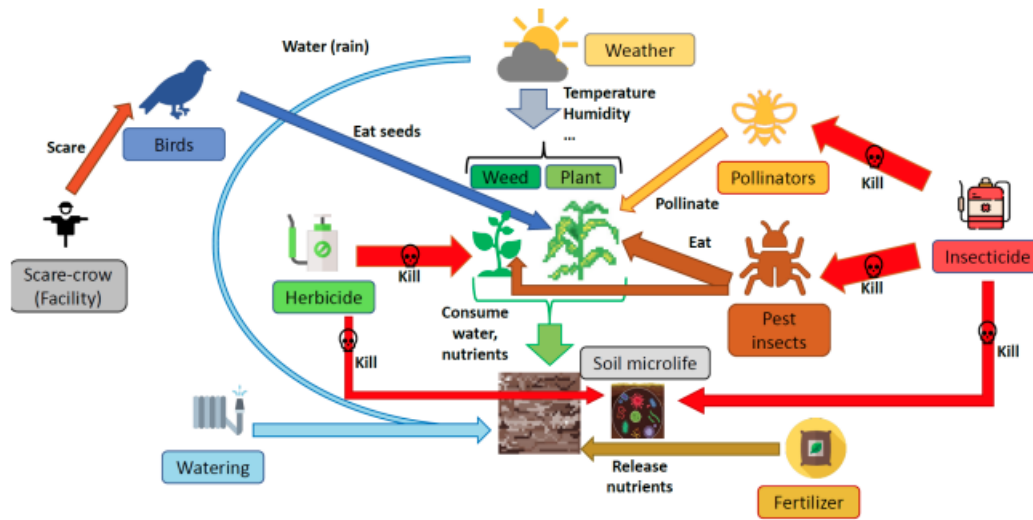 Water (rain)
Weather
Temperature
Humidity
...
Scare
Birds
Eat seeds
Weed
Plant
Pollinators
Kill
Pollinate
Scare-crow
(Facility)
Herbicide
Kill
Eat
Kill
Insecticide
Pest
insects
Consume
water,
nutrients
Kill
Soil microlife
Kill
Watering
Release
nutrients
Fertilizer